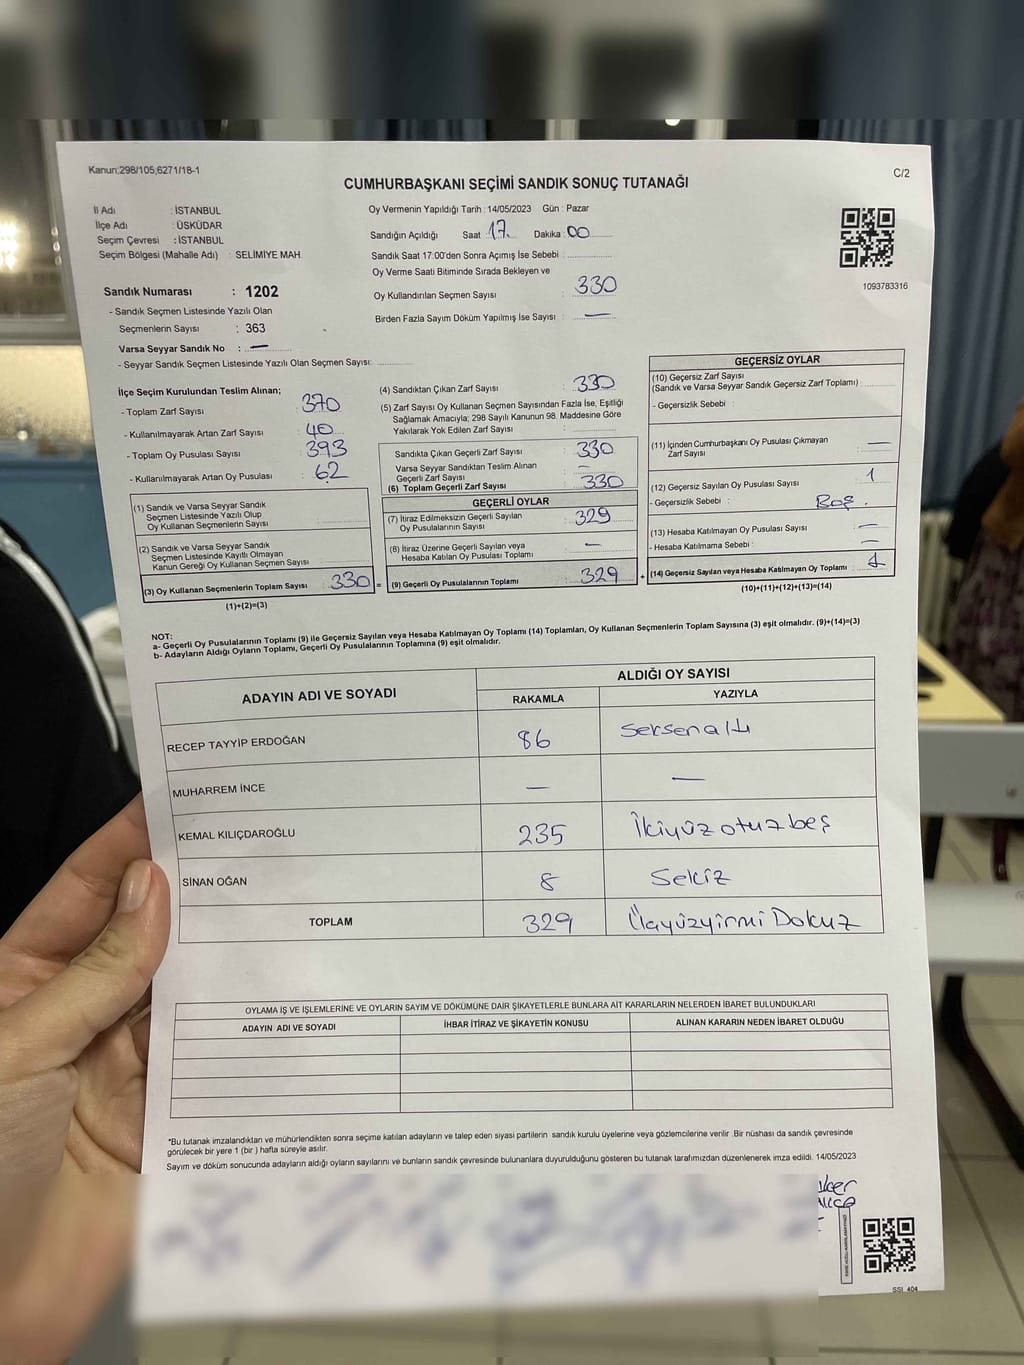 Kanun:298/105,6271/18-1
C/2
CUMHURBAŞKANI SEÇİMİ SANDIK SONUÇ TUTANAĞI
İl Adı : İSTANBUL
İlçe Adı : ÜSKÜDAR
Seçim Çevresi : İSTANBUL
Seçim Bölgesi (Mahalle Adı) : SELİMİYE MAH.
Sandık Numarası : 1202
- Sandık Seçmen Listesinde Yazılı Olan
Seçmenlerin Sayısı : 363
Varsa Seyyar Sandık No : —
- Seyyar Sandık Seçmen Listesinde Yazılı Olan Seçmen Sayısı:
Oy Vermenin Yapıldığı Tarih : 14/05/2023 Gün : Pazar
Sandığın Açıldığı Saat 17. Dakika : 00
Sandık Saat 17:00'den Sonra Açımış İse Sebebi :
Oy Verme Saati Bitiminde Sırada Bekleyen ve
Oy Kullandırılan Seçmen Sayısı : 330
Birden Fazla Sayım Döküm Yapılmış İse Sayısı : —
1093783316
İlçe Seçim Kurulundan Teslim Alınan;
- Toplam Zarf Sayısı : 370
- Kullanılmayarak Artan Zarf Sayısı : 40
- Toplam Oy Pusulası Sayısı : 393
- Kullanılmayarak Artan Oy Pusulası : 62
(1) Sandık ve Varsa Seyyar Sandık
Seçmen Listesinde Yazılı Olup
Oy Kullanan Seçmenlerin Sayısı :
(2) Sandık ve Varsa Seyyar Sandık
Seçmen Listesinde Kayıtlı Olmayan
Kanun Gereği Oy Kullanan Seçmen Sayısı :
(3) Oy Kullanan Seçmenlerin Toplam Sayısı : 330 =
(1)+(2)=(3)
(4) Sandıktan Çıkan Zarf Sayısı : 330
(5) Zarf Sayısı Oy Kullanan Seçmen Sayısından Fazla İse, Eşitliği
Sağlamak Amacıyla; 298 Sayılı Kanunun 98. Maddesine Göre
Yakılarak Yok Edilen Zarf Sayısı :
Sandıkta Çıkan Geçerli Zarf Sayısı : 330
Varsa Seyyar Sandıktan Teslim Alınan
Geçerli Zarf Sayısı : —
(6) Toplam Geçerli Zarf Sayısı : 330
GEÇERLİ OYLAR
(7) İtiraz Edilmeksizin Geçerli Sayılan
Oy Pusulalarının Sayısı : 329
(8) İtiraz Üzerine Geçerli Sayılan veya
Hesaba Katılan Oy Pusulası Toplamı : —
(9) Geçerli Oy Pusulalarının Toplamı : 329 +
GEÇERSİZ OYLAR
(10) Geçersiz Zarf Sayısı
(Sandık ve Varsa Seyyar Sandık Geçersiz Zarf Toplamı) :
- Geçersizlik Sebebi :
(11) İçinden Cumhurbaşkanı Oy Pusulası Çıkmayan
Zarf Sayısı : —
(12) Geçersiz Sayılan Oy Pusulası Sayısı : 1
- Geçersizlik Sebebi : Boş.
(13) Hesaba Katılmayan Oy Pusulası Sayısı : —
- Hesaba Katılmama Sebebi : —
(14) Geçersiz Sayılan veya Hesaba Katılmayan Oy Toplamı : 1
(10)+(11)+(12)+(13)=(14)
NOT:
a- Geçerli Oy Pusulalarının Toplamı (9) ile Geçersiz Sayılan veya Hesaba Katılmayan Oy Toplamı (14) Toplamları, Oy Kullanan Seçmenlerin Toplam Sayısına (3) eşit olmalıdır. (9)+(14)=(3)
b- Adayların Aldığı Oyların Toplamı, Geçerli Oy Pusulalarının Toplamına (9) eşit olmalıdır.
ADAYIN ADI VE SOYADI
ALDIĞI OY SAYISI
RAKAMLA YAZIYLA
RECEP TAYYIP ERDOĞAN 86 Seksenaltı
MUHARREM İNCE — —
KEMAL KILIÇDAROĞLU 235 İkiyüz otuz beş
SİNAN OĞAN 8 Sekiz
TOPLAM 329 Üçyüzyirmi Dokuz
OYLAMA İŞ VE İŞLEMLERİNE VE OYLARIN SAYIM VE DÖKÜMÜNE DAİR ŞİKAYETLERLE BUNLARA AİT KARARLARIN NELERDEN İBARET BULUNDUKLARI
ADAYIN ADI VE SOYADI İHBAR İTİRAZ VE ŞİKAYETİN KONUSU ALINAN KARARIN NEDEN İBARET OLDUĞU
*Bu tutanak imzalandıktan ve mühürlendikten sonra seçime katılan adayların ve talep eden siyasi partilerin sandık kurulu üyelerine veya gözlemcilerine verilir .Bir nüshası da sandık çevresinde
görülecek bir yere 1 (bir ) hafta süreyle asılır.
Sayım ve döküm sonucunda adayların aldığı oyların sayılarını ve bunların sandık çevresinde bulunanlara duyurulduğunu gösteren bu tutanak tarafımızdan düzenlenerek imza edildi. 14/05/2023
SSI_404